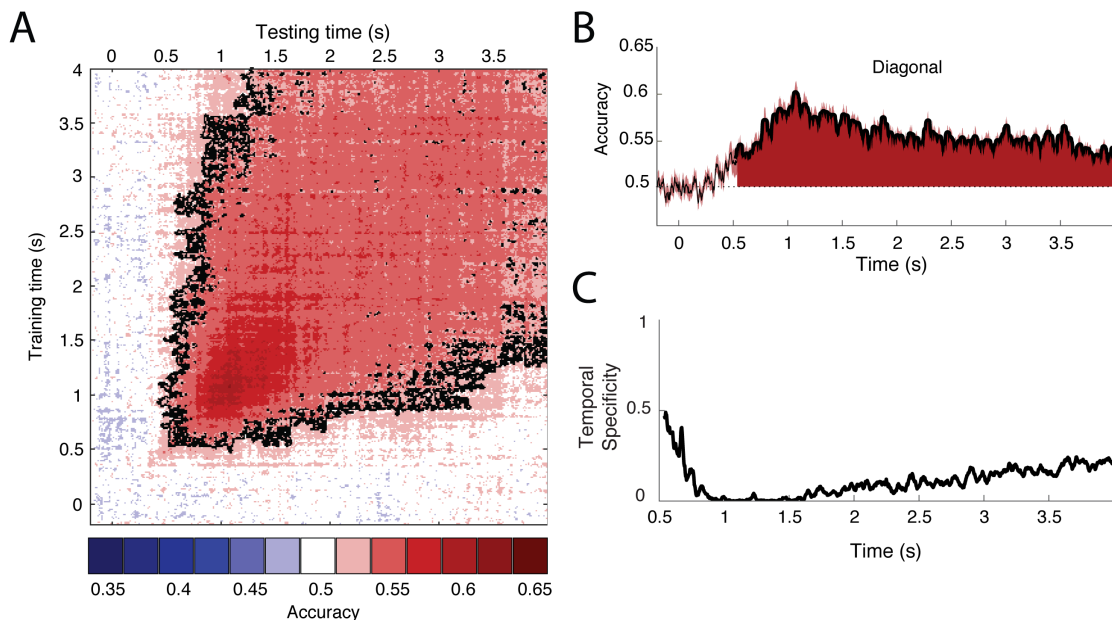 A
Testing time (s)
0 0.5 1 1.5 2 2.5 3 3.5
Training time (s)
4
3.5
3
2.5
2
1.5
1
0.5
0
0.35 0.4 0.45 0.5 0.55 0.6 0.65
Accuracy
B
Diagonal
Accuracy
0.65
0.6
0.55
0.5
0 0.5 1 1.5 2 2.5 3 3.5
Time (s)
C
Temporal
Specificity
1
0.5
0
0.5 1 1.5 2 2.5 3 3.5
Time (s)